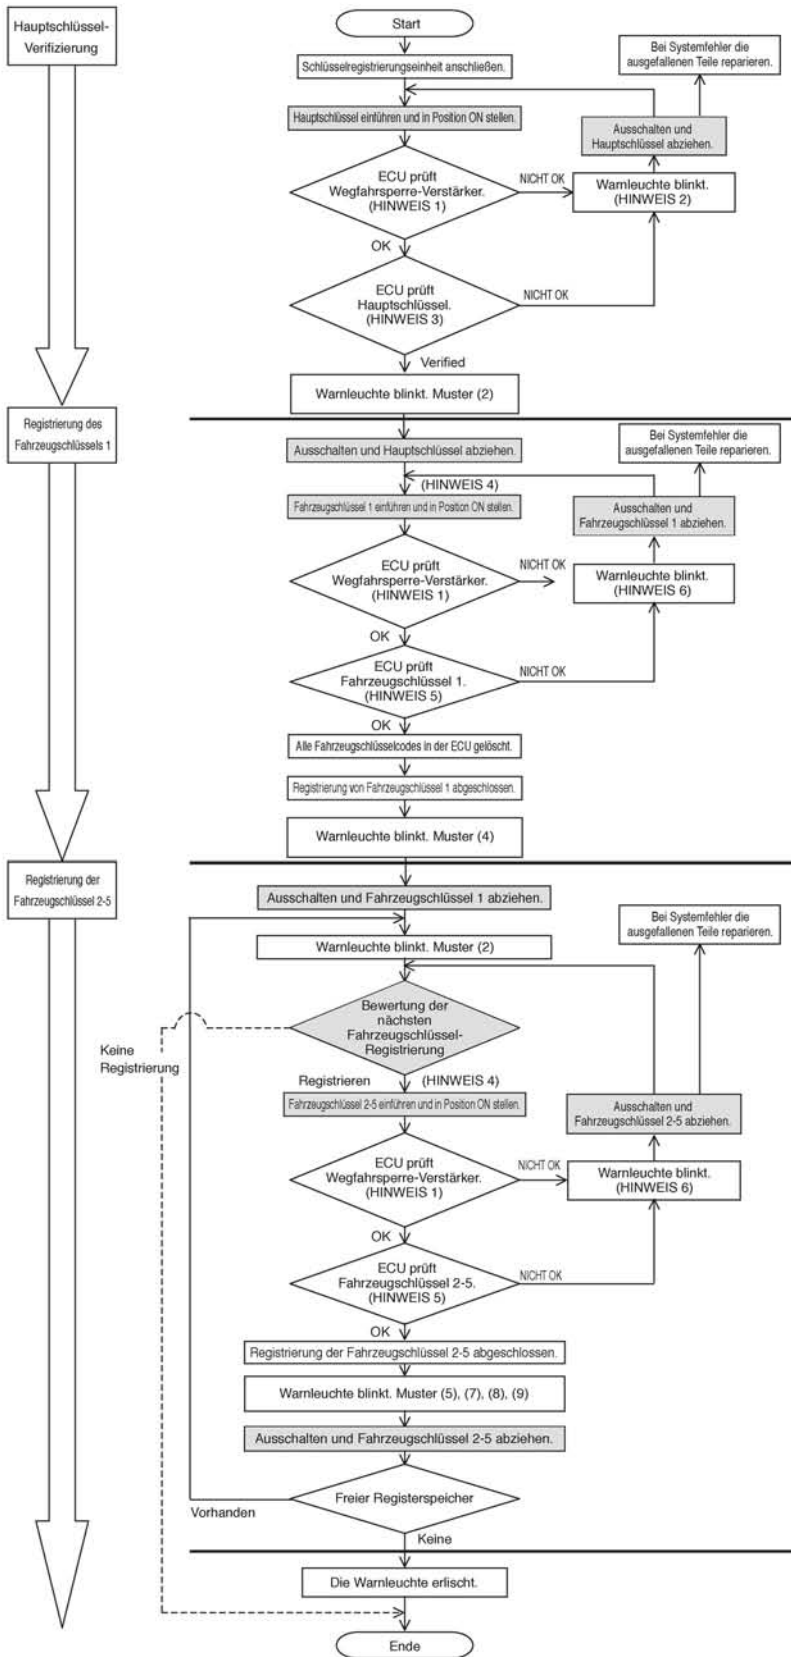 Hauptschlüssel-
Verifizierung
Start
Schlüsselregistrierungseinheit anschließen.
Bei Systemfehler die
ausgefallenen Teile reparieren.
Hauptschlüssel einführen und in Position ON stellen.
Ausschalten und
Hauptschlüssel abziehen.
ECU prüft
Wegfahrsperre-Verstärker.
(HINWEIS 1)
NICHT OK
Warnleuchte blinkt.
(HINWEIS 2)
OK
ECU prüft
Hauptschlüssel.
(HINWEIS 3)
NICHT OK
Verified
Warnleuchte blinkt. Muster (2)
Registrierung des
Fahrzeugschlüssels 1
Ausschalten und Hauptschlüssel abziehen.
Bei Systemfehler die
ausgefallenen Teile reparieren.
(HINWEIS 4)
Fahrzeugschlüssel 1 einführen und in Position ON stellen.
Ausschalten und
Fahrzeugschlüssel 1 abziehen.
ECU prüft
Wegfahrsperre-Verstärker.
(HINWEIS 1)
NICHT OK
Warnleuchte blinkt.
(HINWEIS 6)
OK
ECU prüft
Fahrzeugschlüssel 1.
(HINWEIS 5)
NICHT OK
OK
Alle Fahrzeugschlüsselcodes in der ECU gelöscht.
Registrierung von Fahrzeugschlüssel 1 abgeschlossen.
Warnleuchte blinkt. Muster (4)
Registrierung der
Fahrzeugschlüssel 2-5
Ausschalten und Fahrzeugschlüssel 1 abziehen.
Bei Systemfehler die
ausgefallenen Teile reparieren.
Warnleuchte blinkt. Muster (2)
Bewertung der
nächsten
Fahrzeugschlüssel-
Registrierung
Keine
Registrierung
Registrieren
(HINWEIS 4)
Fahrzeugschlüssel 2-5 einführen und in Position ON stellen.
Ausschalten und
Fahrzeugschlüssel 2-5 abziehen.
ECU prüft
Wegfahrsperre-Verstärker.
(HINWEIS 1)
NICHT OK
Warnleuchte blinkt.
(HINWEIS 6)
OK
ECU prüft
Fahrzeugschlüssel 2-5.
(HINWEIS 5)
NICHT OK
OK
Registrierung der Fahrzeugschlüssel 2-5 abgeschlossen.
Warnleuchte blinkt. Muster (5), (7), (8), (9)
Ausschalten und Fahrzeugschlüssel 2-5 abziehen.
Freier Registerspeicher
Vorhanden
Keine
Die Warnleuchte erlischt.
Ende